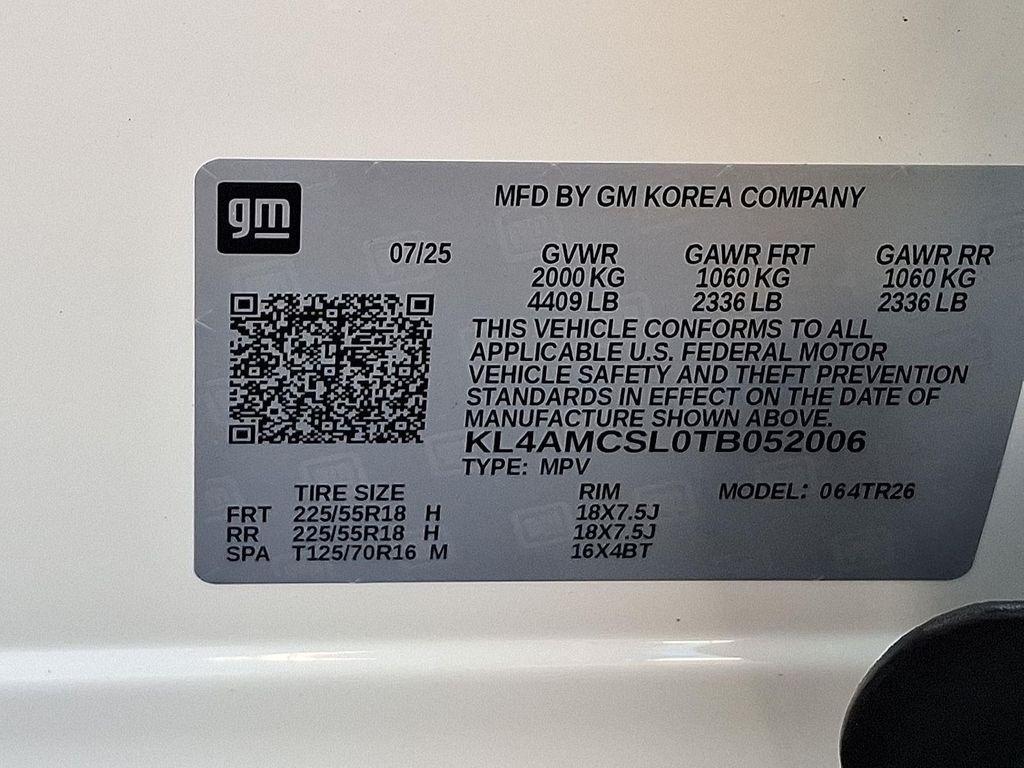 gm
MFD BY GM KOREA COMPANY
07/25 GVWR GAWR FRT GAWR RR
2000 KG 1060 KG 1060 KG
4409 LB 2336 LB 2336 LB
THIS VEHICLE CONFORMS TO ALL
APPLICABLE U.S. FEDERAL MOTOR
VEHICLE SAFETY AND THEFT PREVENTION
STANDARDS IN EFFECT ON THE DATE OF
MANUFACTURE SHOWN ABOVE.
KL4AMCSL0TB052006
TYPE: MPV
TIRE SIZE RIM MODEL: 064TR26
FRT 225/55R18 H 18X7.5J
RR 225/55R18 H 18X7.5J
SPA T125/70R16 M 16X4BT